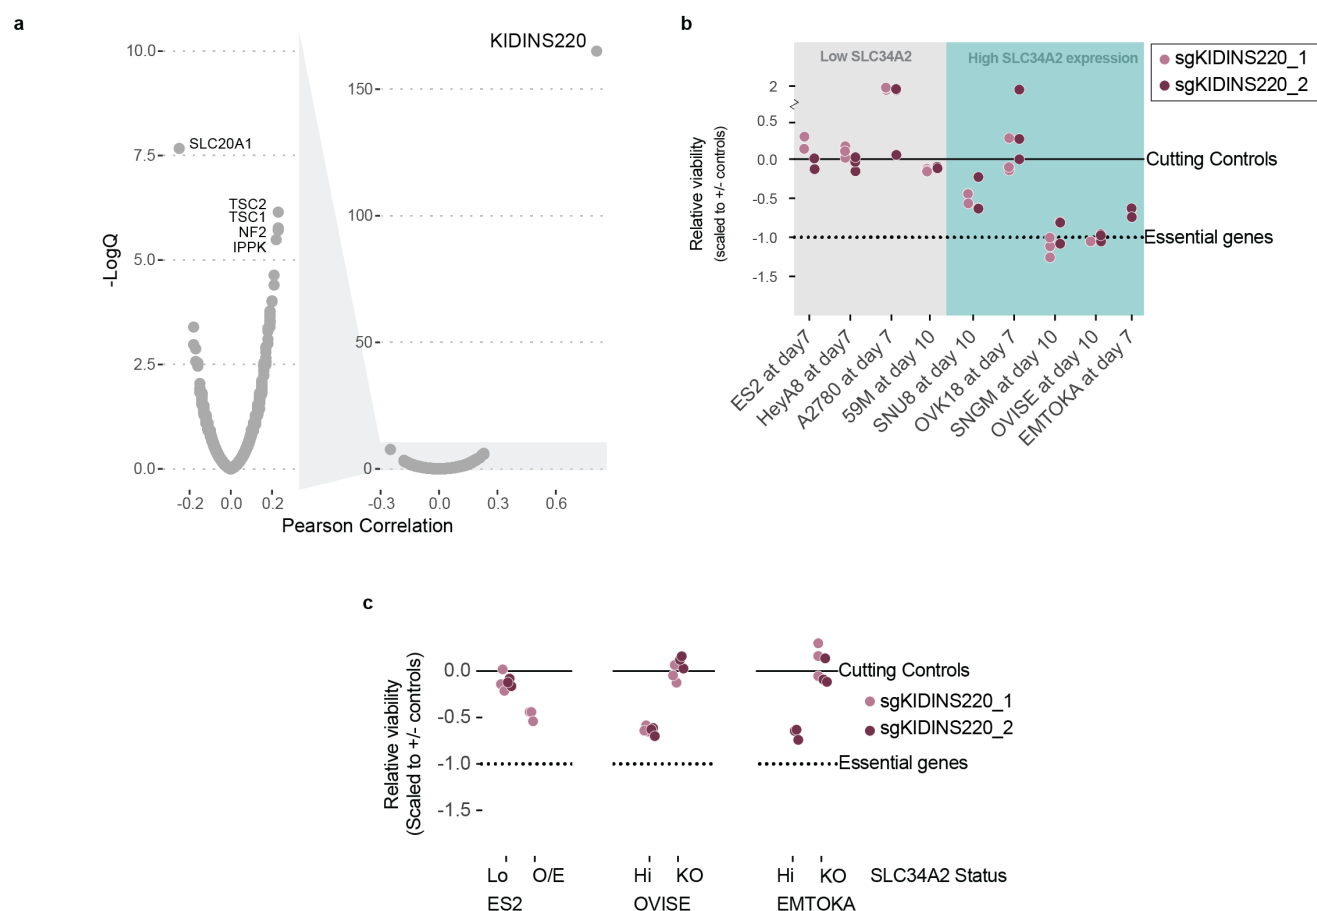 a
-LogQ
10.0
7.5
5.0
2.5
0.0
SLC20A1
TSC2
TSC1
NF2
IPPK
-0.2 0.0 0.2
KIDINS220
150
100
50
0
-0.3 0.0 0.3 0.6
Pearson Correlation
b
Relative viability
(scaled to +/- controls)
2
0.5
0.0
-0.5
-1.0
-1.5
Low SLC34A2
High SLC34A2 expression
sgKIDINS220_1
sgKIDINS220_2
Cutting Controls
Essential genes
ES2 at day7
HeyA8 at day7
A2780 at day 7
59M at day 10
SNU8 at day 10
OVK18 at day 7
SNGM at day 10
OVISE at day 10
EMTOKA at day 7
c
Relative viability
(Scaled to +/- controls)
0.0
-0.5
-1.0
-1.5
Cutting Controls
sgKIDINS220_1
sgKIDINS220_2
Essential genes
Lo O/E Hi KO Hi KO SLC34A2 Status
ES2 OVISE EMTOKA